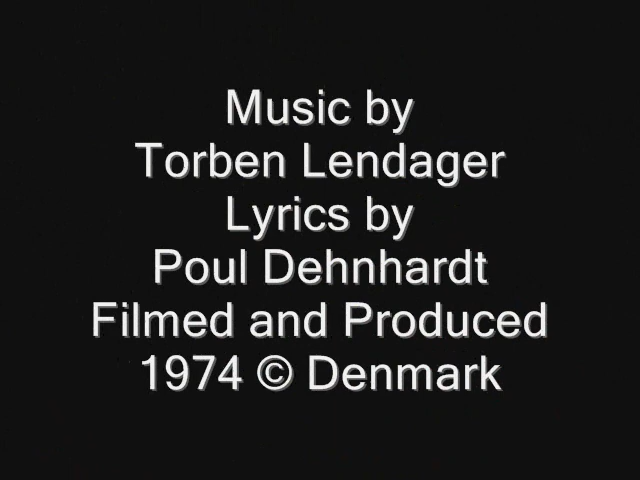 Music by
Torben Lendager
Lyrics by
Poul Dehnhardt
Filmed and Produced
1974 © Denmark